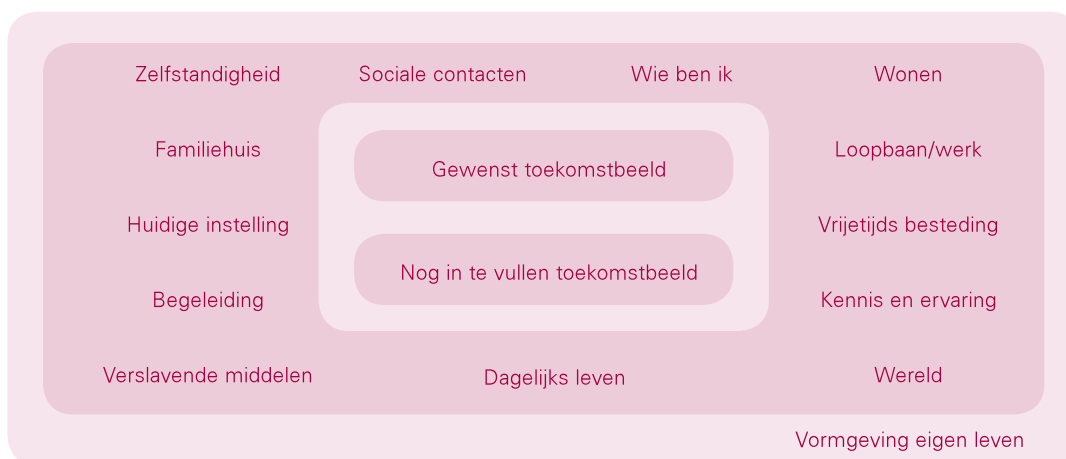 Zelfstandigheid
Sociale contacten
Wie ben ik
Wonen
Familiehuis
Loopbaan/werk
Gewenst toekomstbeeld
Huidige instelling
Vrijetijds besteding
Nog in te vullen toekomstbeeld
Begeleiding
Kennis en ervaring
Verslavende middelen
Dagelijks leven
Wereld
Vormgeving eigen leven